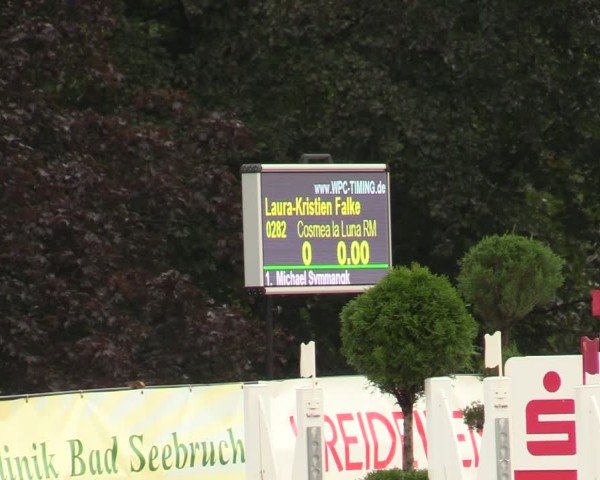 www.WPC-TIMING.de
Laura-Kristien Falke
0282 Cosmea la Luna RM
0 0.00
1. Michael Symmangk
linik Bad Seebruch